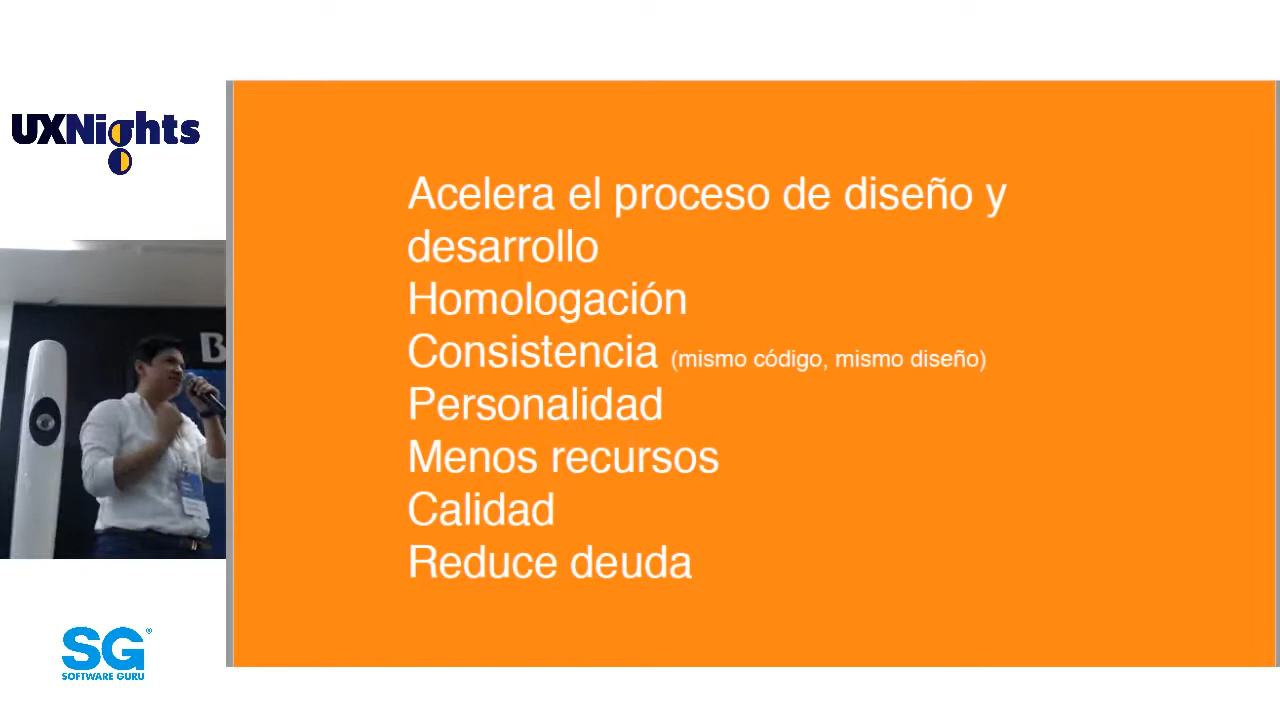 UXNights
B
SG®
SOFTWARE GURU
Acelera el proceso de diseño y
desarrollo
Homologación
Consistencia (mismo código, mismo diseño)
Personalidad
Menos recursos
Calidad
Reduce deuda